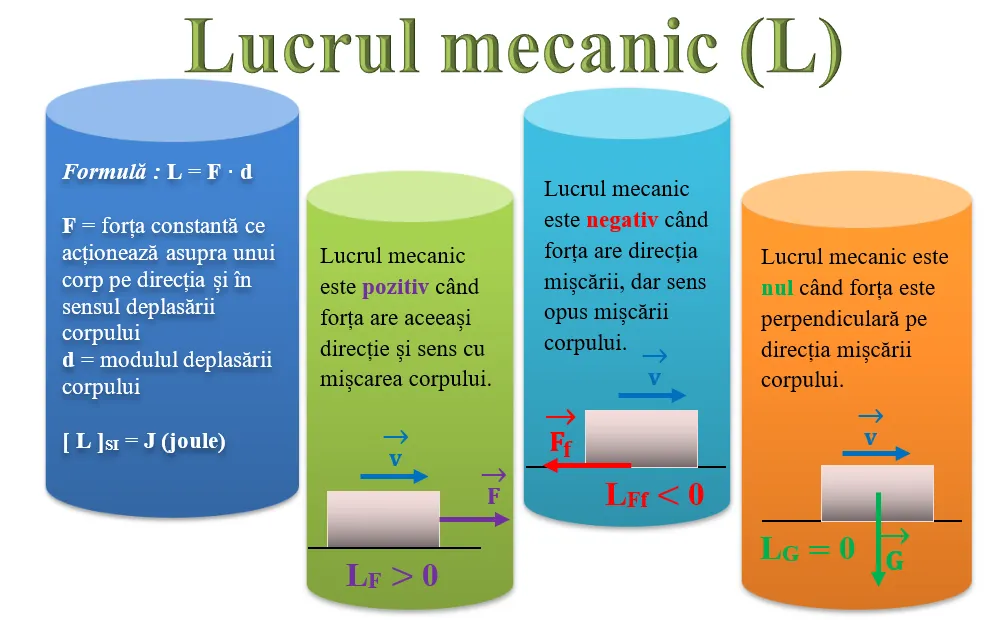 Lucrul mecanic (L)
Formulă : L = F · d
F = forța constantă ce
acționează asupra unui
corp pe direcția și în
sensul deplasării
corpului
d = modulul deplasării
corpului
[ L ]SI = J (joule)
Lucrul mecanic
este pozitiv când
forța are aceeași
direcție și sens cu
mișcarea corpului.
v
F
LF > 0
Lucrul mecanic
este negativ când
forța are direcția
mișcării, dar sens
opus mișcării
corpului.
v
Ff
LFf < 0
Lucrul mecanic este
nul când forța este
perpendiculară pe
direcția mișcării
corpului.
v
LG = 0
G